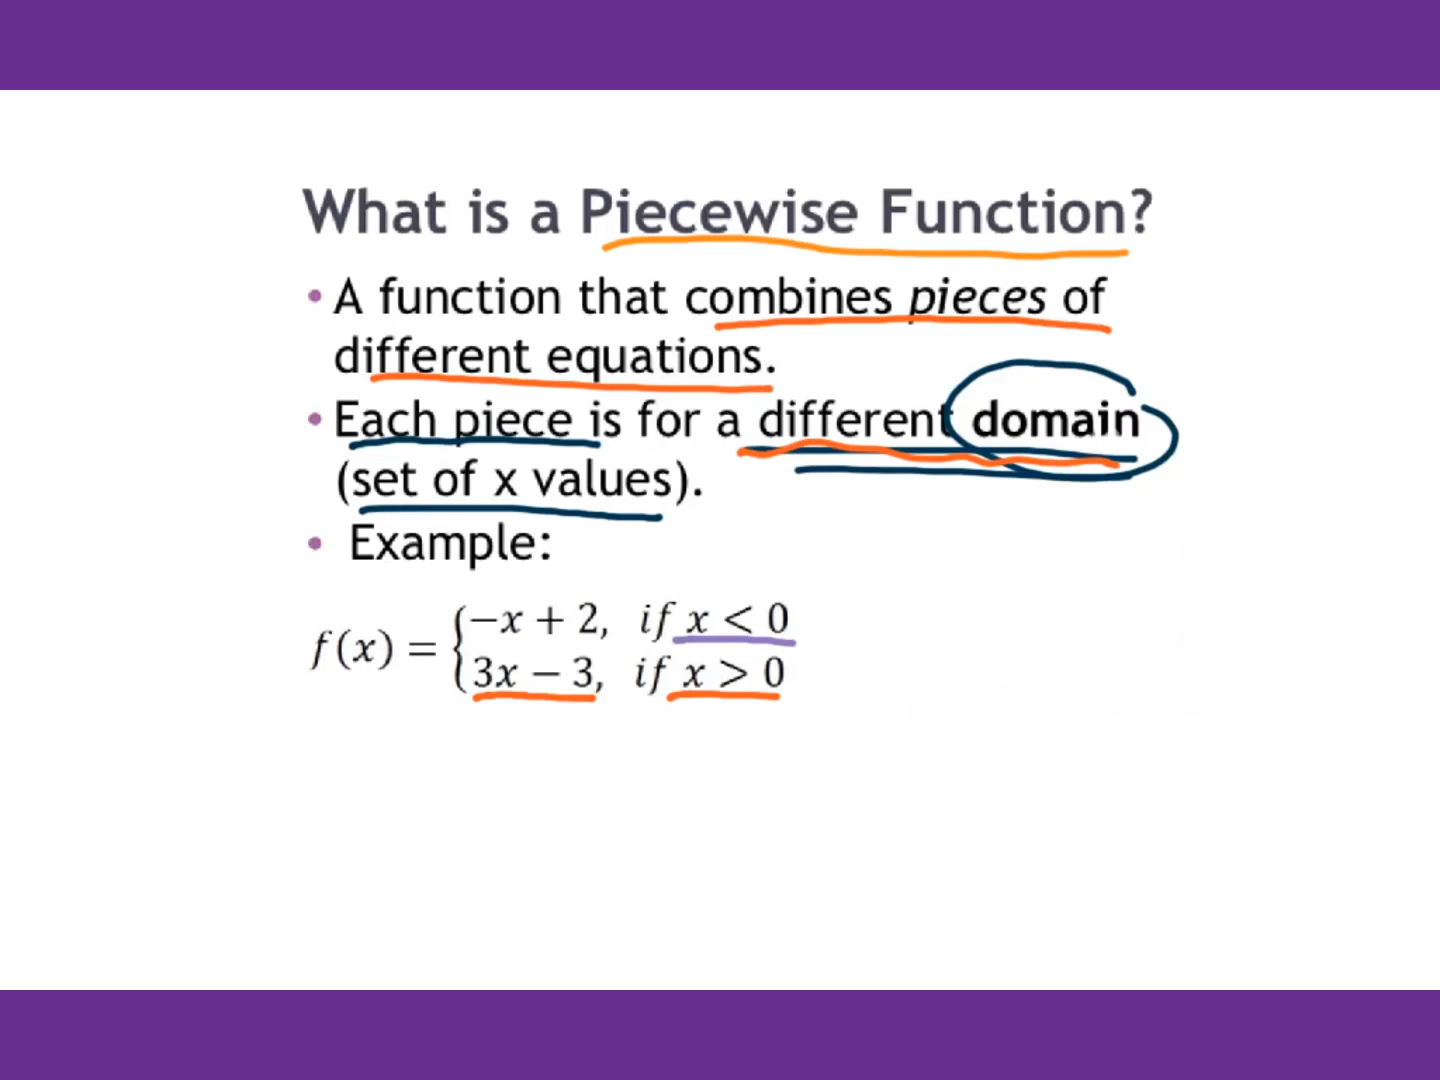 What is a Piecewise Function?
• A function that combines pieces of
different equations.
• Each piece is for a different domain
(set of x values).
• Example:
f(x) = {−x + 2, if x < 0
3x − 3, if x > 0